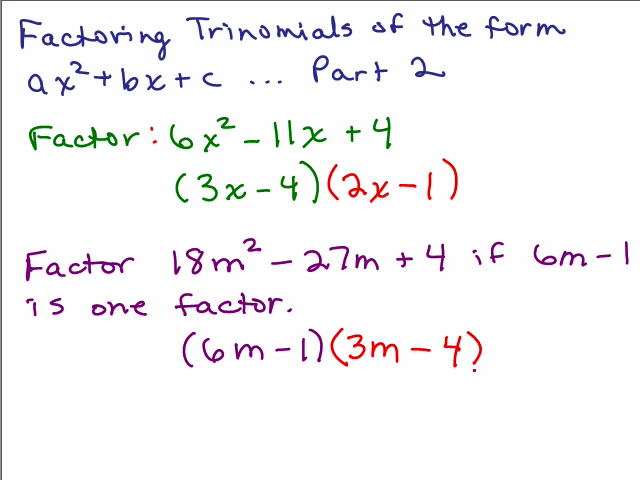 Factoring Trinomials of the form
ax² + bx + c ... Part 2
Factor: 6x² - 11x + 4
(3x - 4)(2x - 1)
Factor 18m² - 27m + 4 if 6m - 1
is one factor.
(6m - 1)(3m - 4)